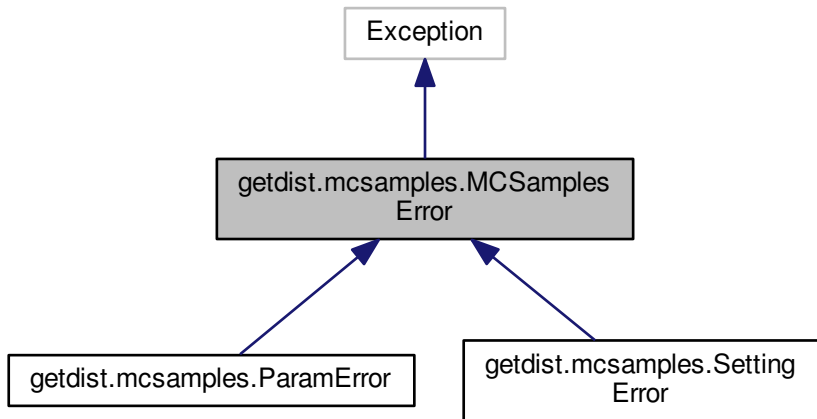 Exception
getdist.mcsamples.MCSamples
Error
getdist.mcsamples.ParamError
getdist.mcsamples.Setting
Error